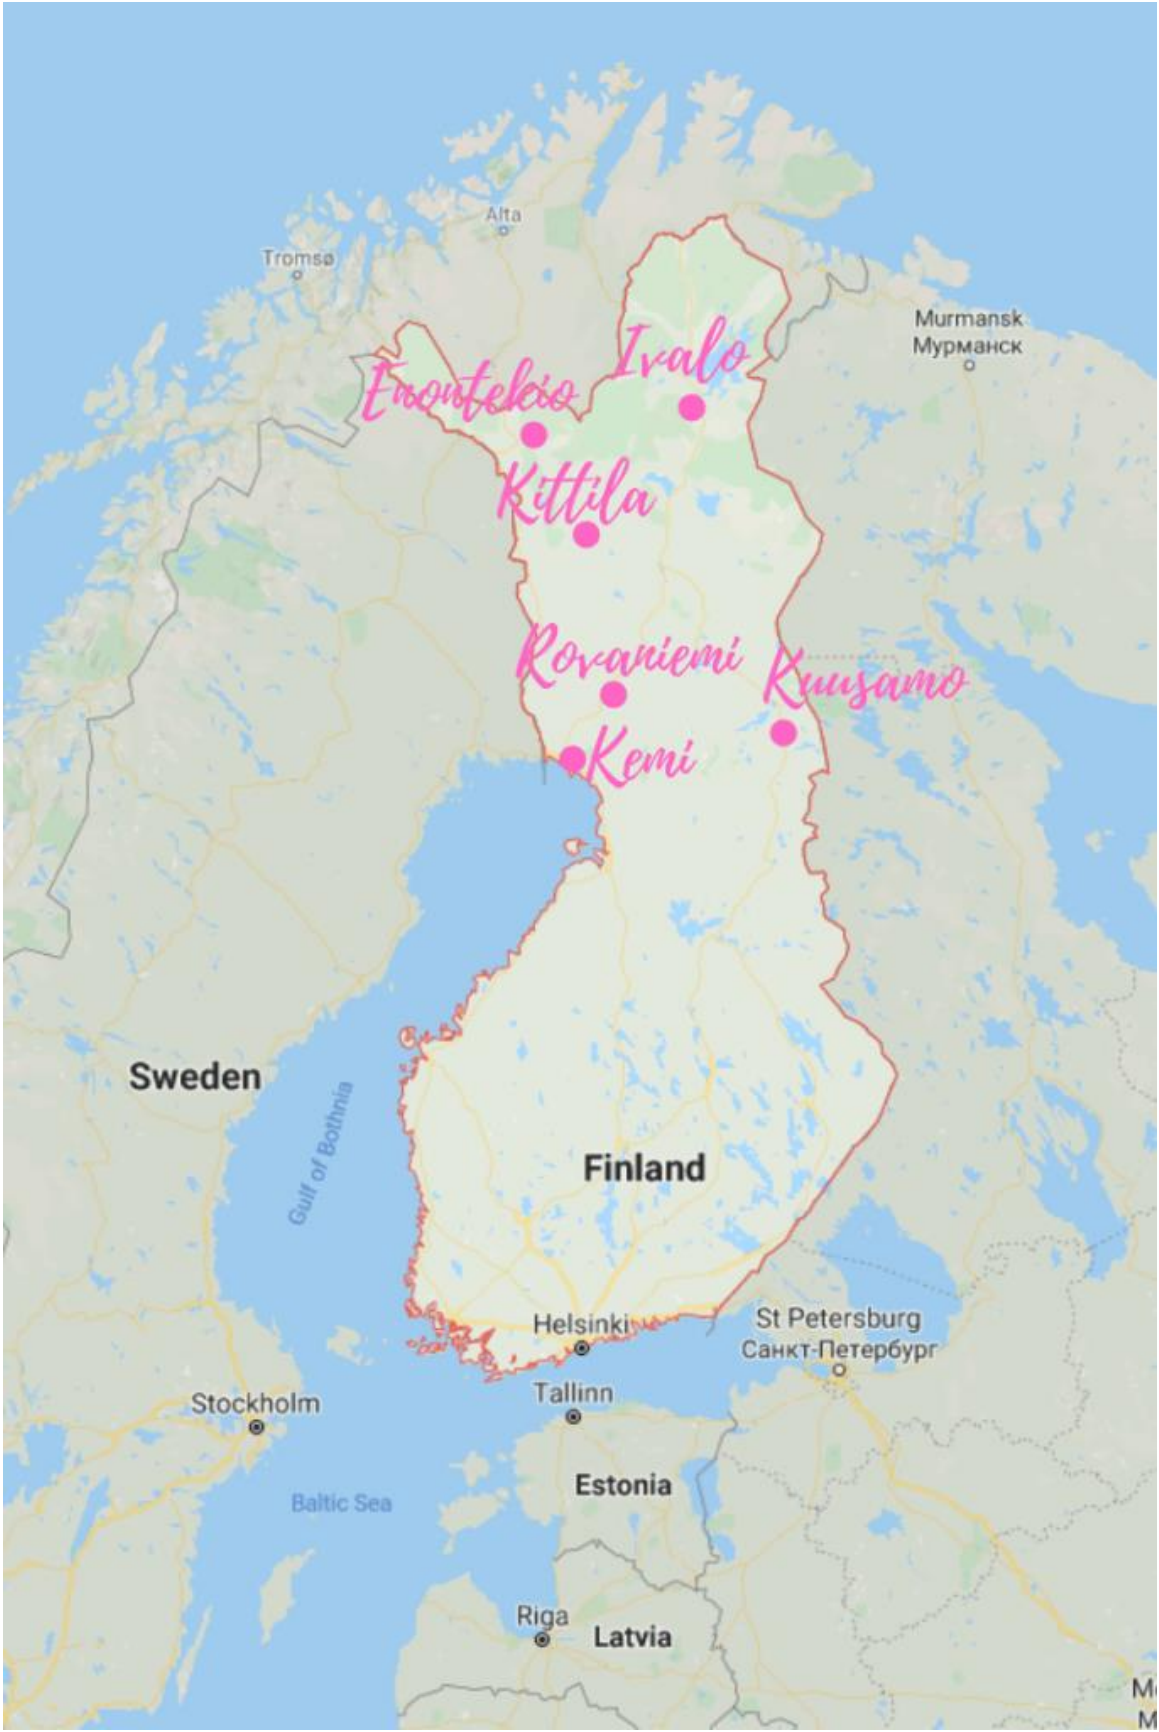 Alta
Tromsø
Murmansk
Мурманск
Ivalo
Enontekio
Kittila
Rovaniemi
Kuusamo
Kemi
Sweden
Gulf of Bothnia
Finland
Helsinki
St Petersburg
Санкт-Петербург
Tallinn
Stockholm
Estonia
Baltic Sea
Riga
Latvia